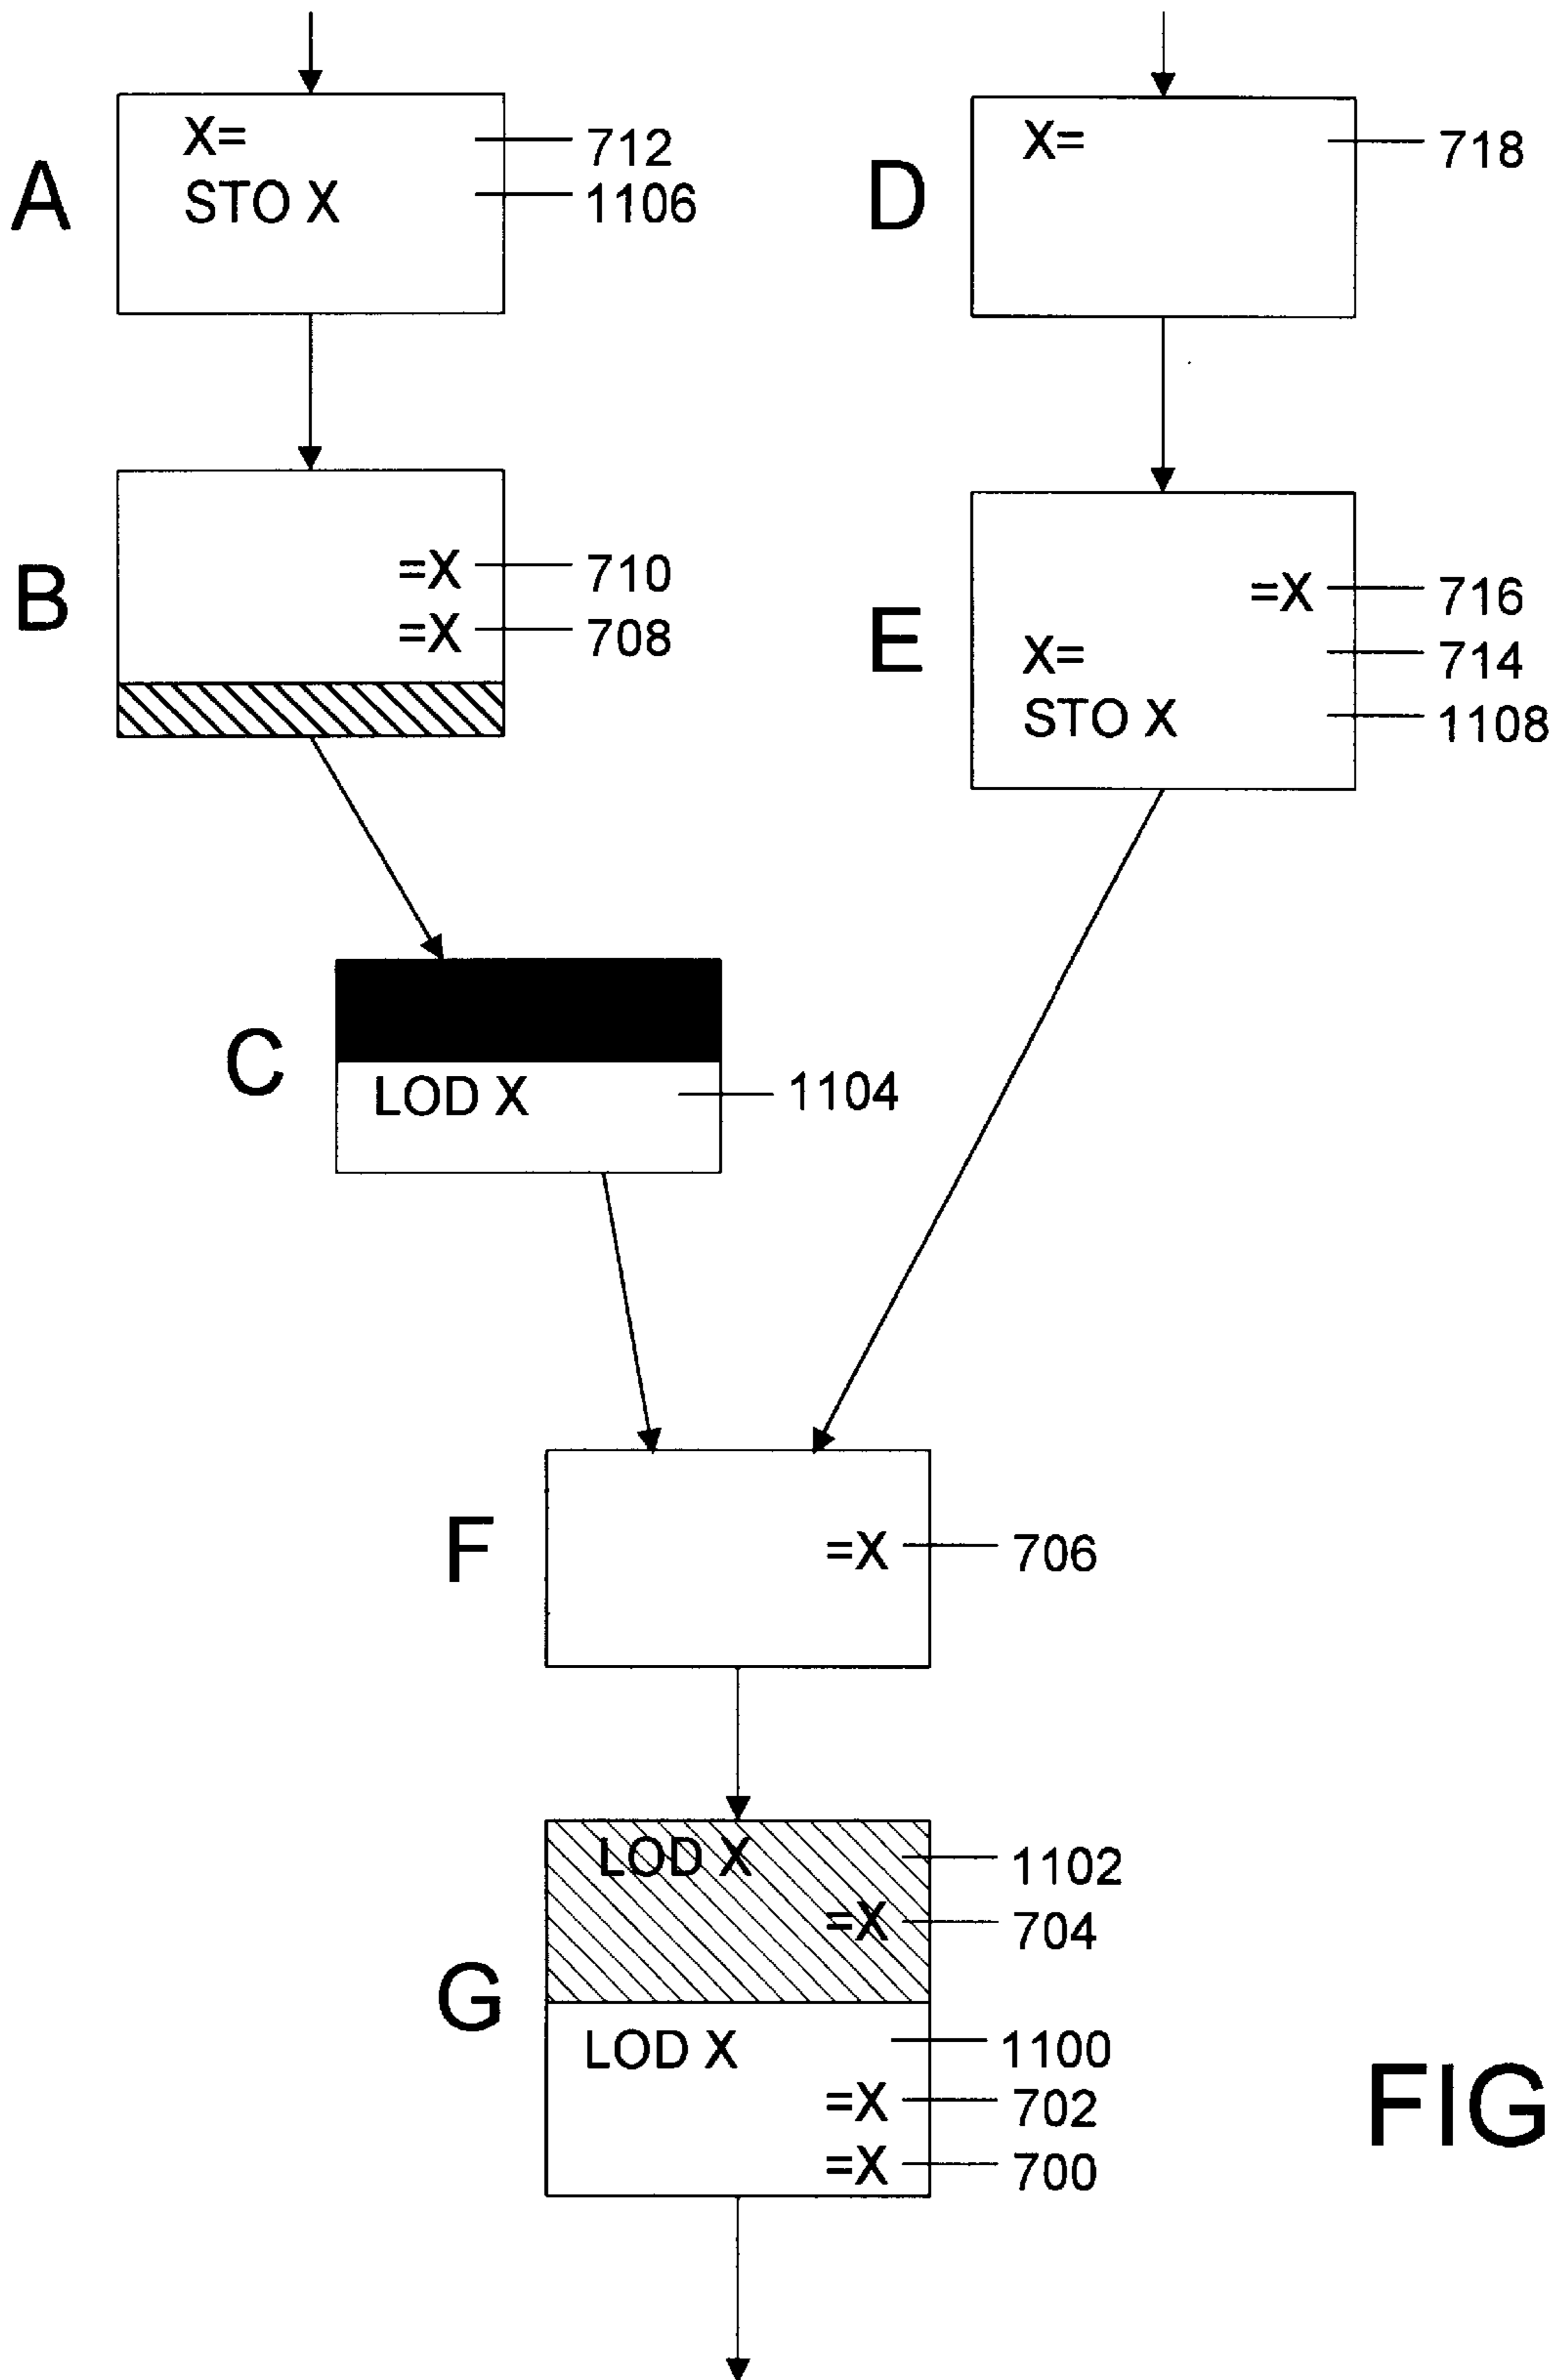 A
X= 712
STO X 1106
D
X= 718
B
=X 710
=X 708
E
=X 716
X= 714
STO X 1108
C
LOD X 1104
F
=X 706
G
LOD X 1102
=X 704
LOD X 1100
=X 702
=X 700
FIG